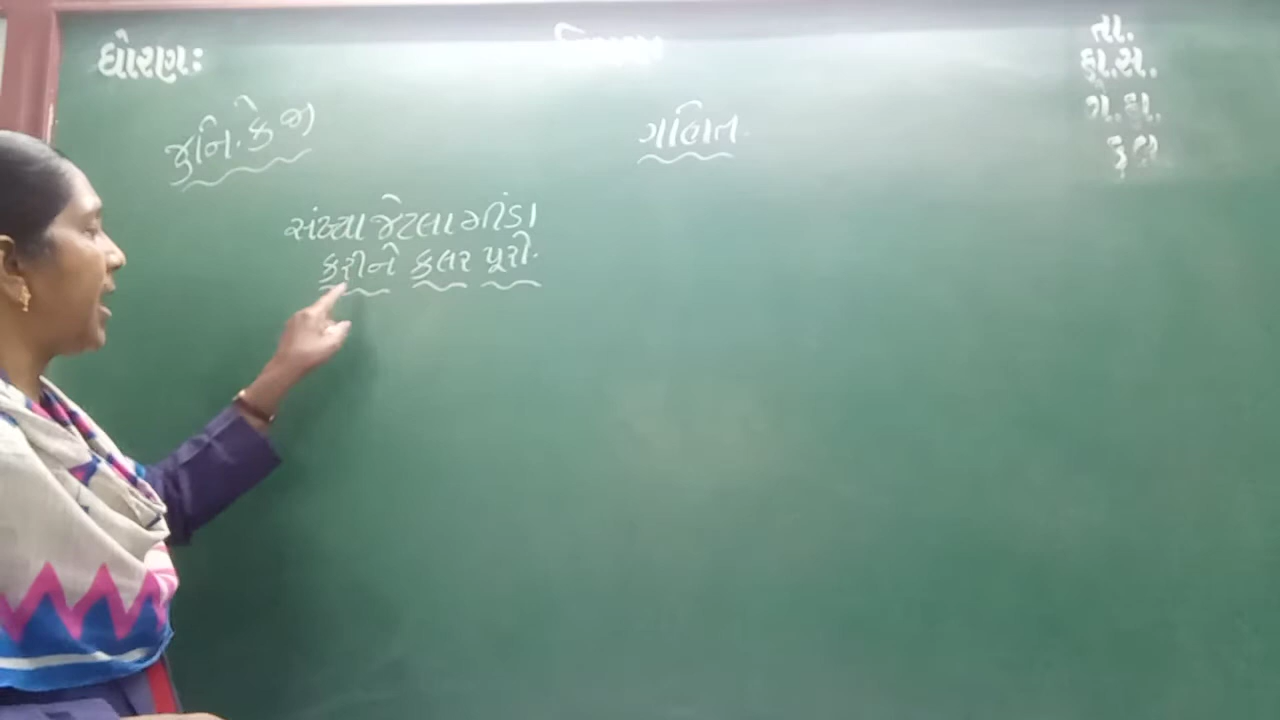 ધોરણઃ
તા.
હા.સ.
ગે.હા.
કુલ
જુનિ.કે.જી
ગણિત.
સંખ્યા જેટલા મીંડા
કરીને કલર પૂરો.